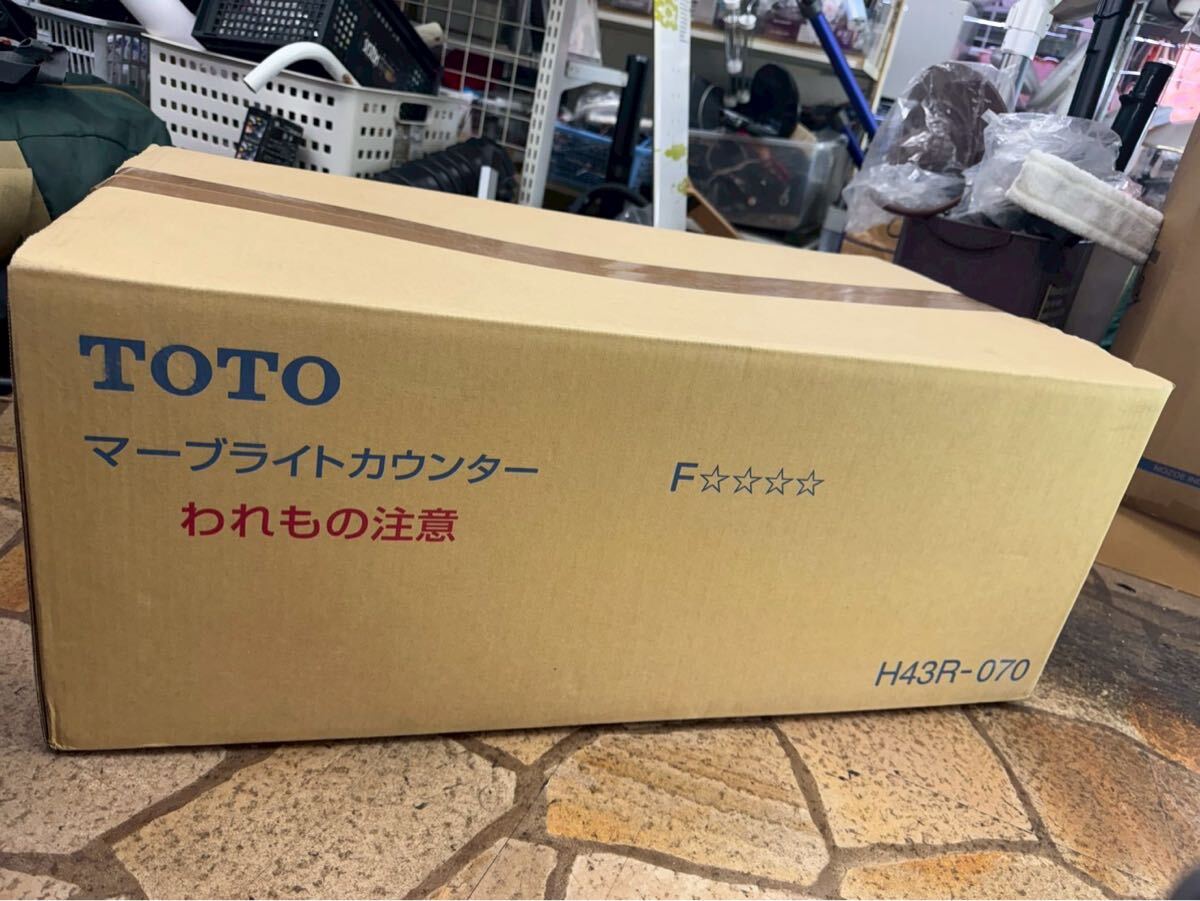 TOTO
マーブライトカウンター
F☆☆☆☆
われもの注意
H43R-070